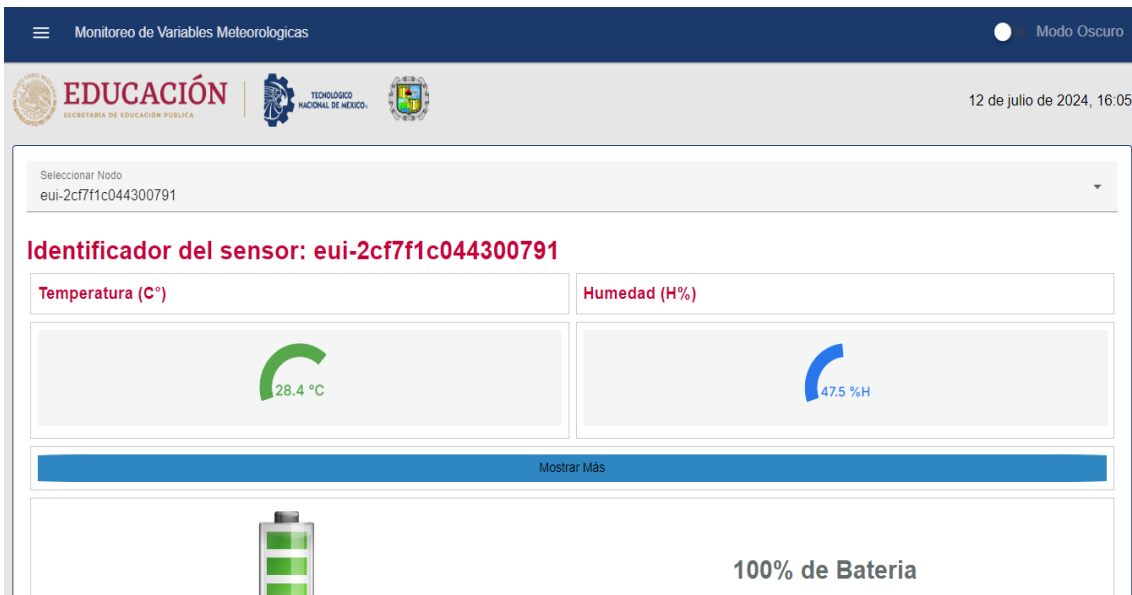 Monitoreo de Variables Meteorologicas
Modo Oscuro
EDUCACIÓN
SECRETARÍA DE EDUCACIÓN PÚBLICA
TECNOLÓGICO
NACIONAL DE MÉXICO®
12 de julio de 2024, 16:05
Seleccionar Nodo
eui-2cf7f1c044300791
Identificador del sensor: eui-2cf7f1c044300791
Temperatura (C°)
Humedad (H%)
28.4 °C
47.5 %H
Mostrar Más
100% de Bateria